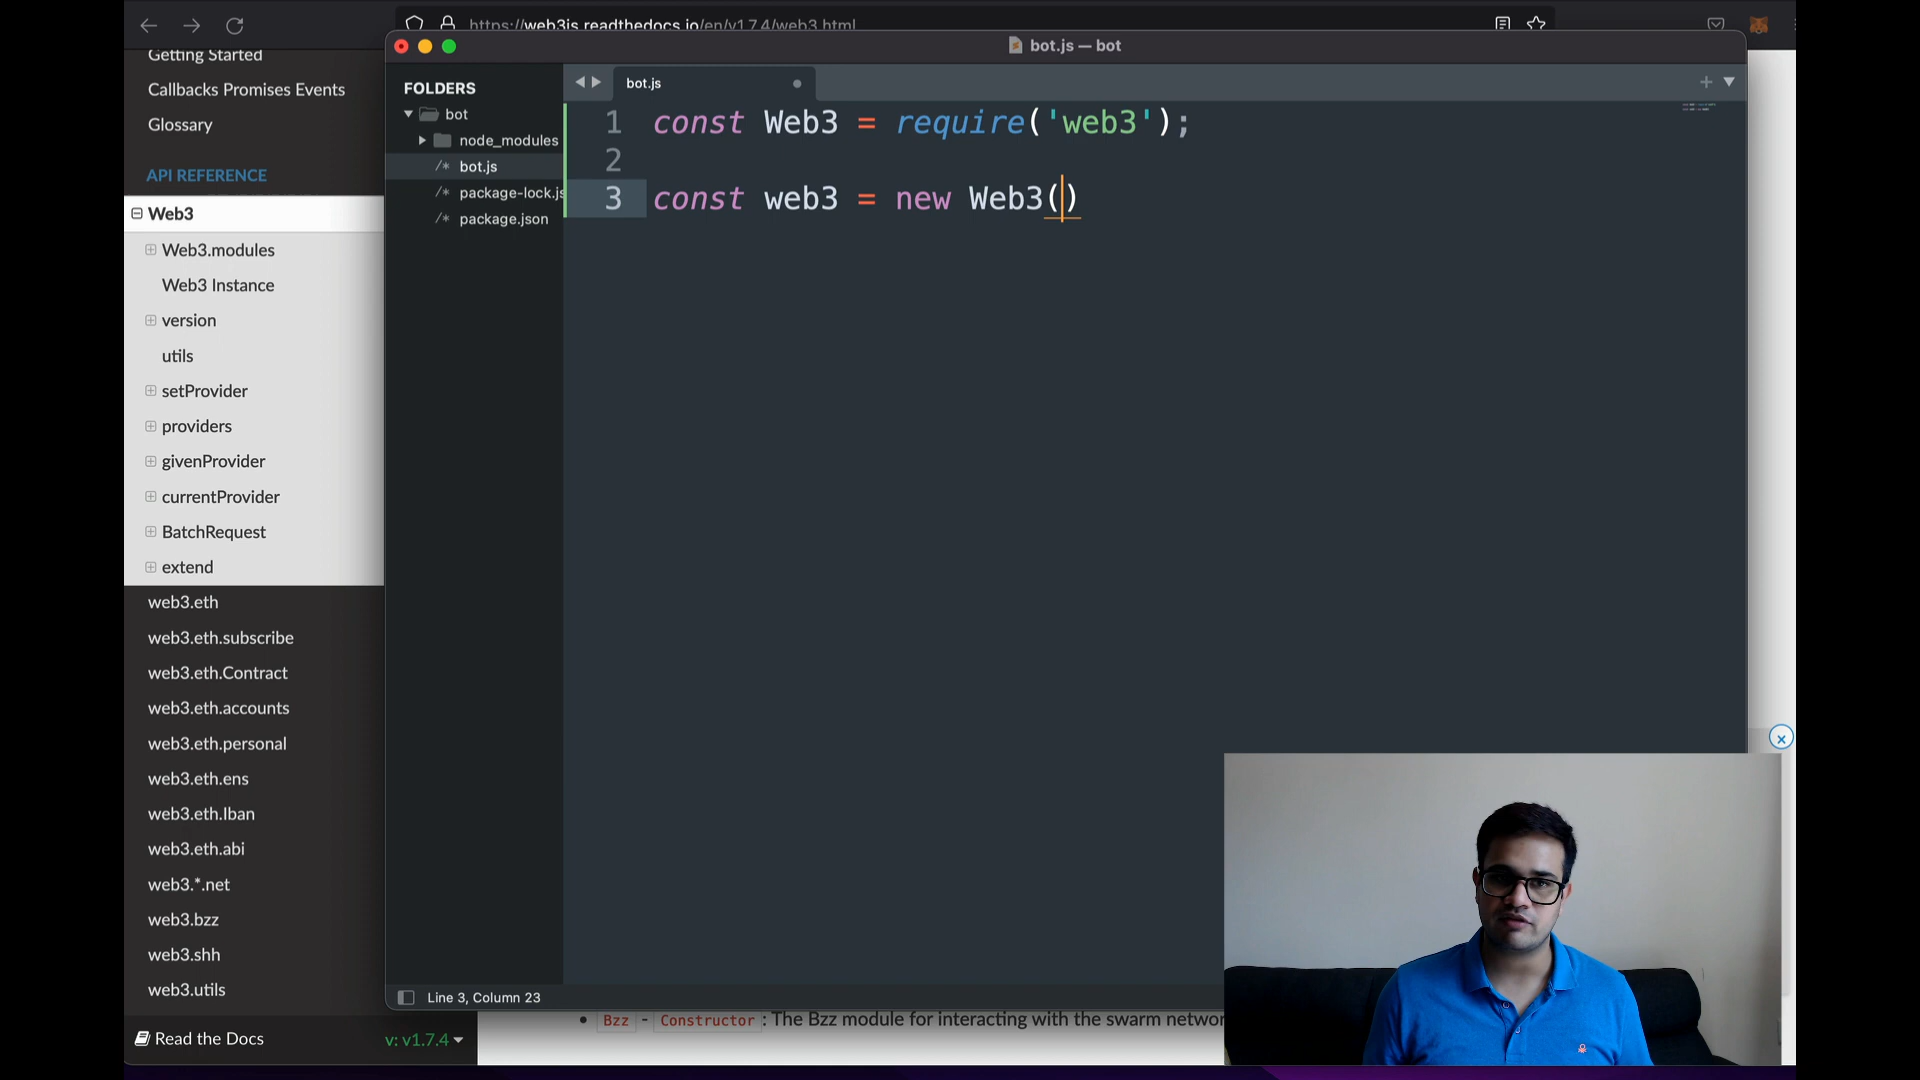 https://web3js.readthedocs.io/en/v1.7.4/web3.html
Getting Started
Callbacks Promises Events
Glossary
API REFERENCE
Web3
Web3.modules
Web3 Instance
version
utils
setProvider
providers
givenProvider
currentProvider
BatchRequest
extend
web3.eth
web3.eth.subscribe
web3.eth.Contract
web3.eth.accounts
web3.eth.personal
web3.eth.ens
web3.eth.Iban
web3.eth.abi
web3.*.net
web3.bzz
web3.shh
web3.utils
Read the Docs
v: v1.7.4
bot.js — bot
FOLDERS
bot
node_modules
/* bot.js
/* package-lock.js
/* package.json
bot.js
1 const Web3 = require('web3');
2
3 const web3 = new Web3()
Line 3, Column 23
Bzz - Constructor : The Bzz module for interacting with the swarm networ